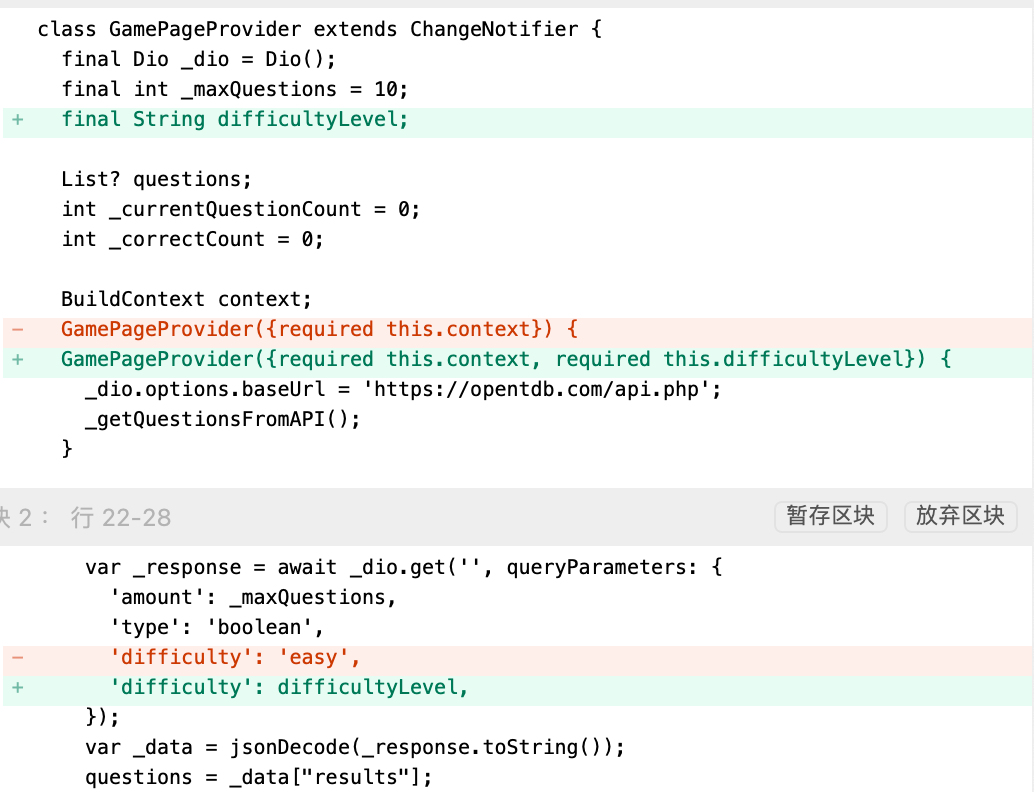 class GamePageProvider extends ChangeNotifier {
final Dio _dio = Dio();
final int _maxQuestions = 10;
+ final String difficultyLevel;
List? questions;
int _currentQuestionCount = 0;
int _correctCount = 0;
BuildContext context;
- GamePageProvider({required this.context}) {
+ GamePageProvider({required this.context, required this.difficultyLevel}) {
_dio.options.baseUrl = 'https://opentdb.com/api.php';
_getQuestionsFromAPI();
}
块 2： 行 22-28 暂存区块 放弃区块
var _response = await _dio.get('', queryParameters: {
'amount': _maxQuestions,
'type': 'boolean',
- 'difficulty': 'easy',
+ 'difficulty': difficultyLevel,
});
var _data = jsonDecode(_response.toString());
questions = _data["results"];